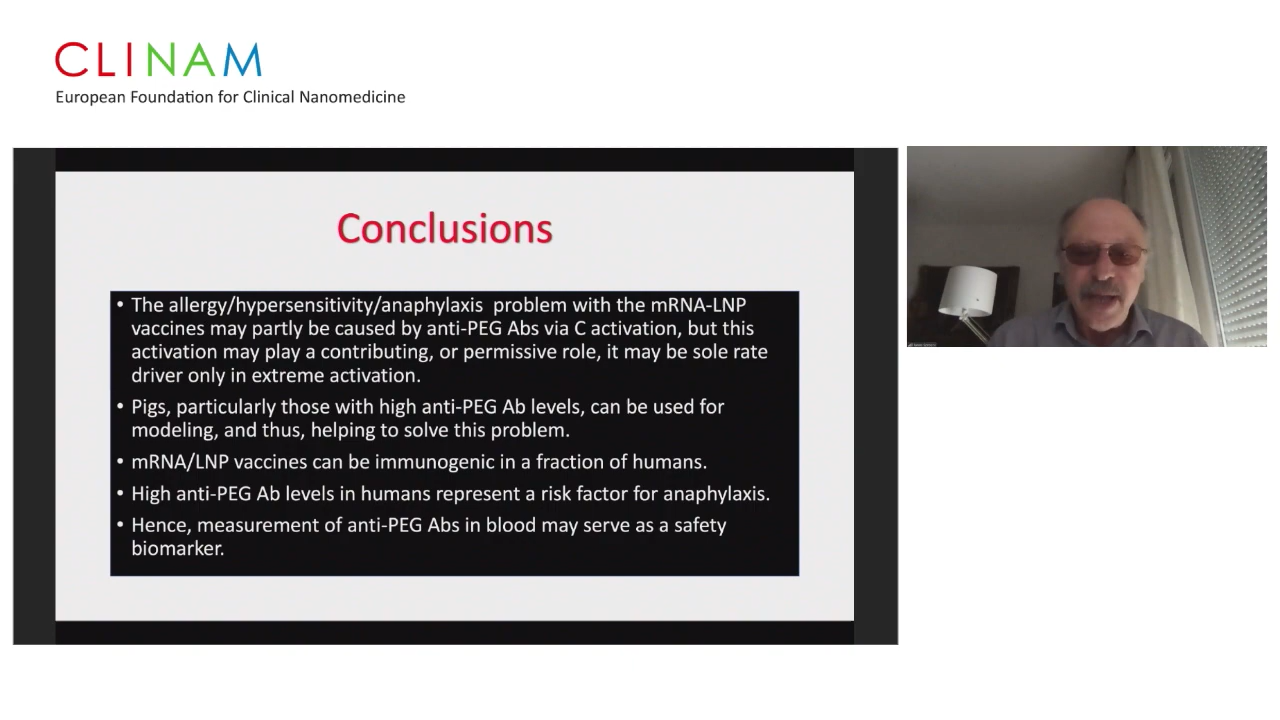 CLINAM
European Foundation for Clinical Nanomedicine
Conclusions
• The allergy/hypersensitivity/anaphylaxis problem with the mRNA-LNP
vaccines may partly be caused by anti-PEG Abs via C activation, but this
activation may play a contributing, or permissive role, it may be sole rate
driver only in extreme activation.
• Pigs, particularly those with high anti-PEG Ab levels, can be used for
modeling, and thus, helping to solve this problem.
• mRNA/LNP vaccines can be immunogenic in a fraction of humans.
• High anti-PEG Ab levels in humans represent a risk factor for anaphylaxis.
• Hence, measurement of anti-PEG Abs in blood may serve as a safety
biomarker.